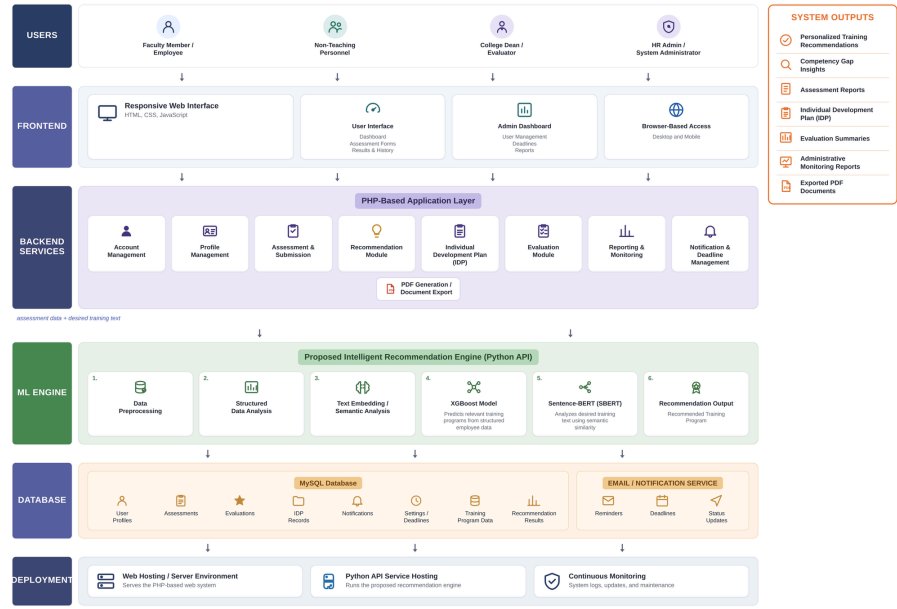 USERS
Faculty Member /
Employee
Non-Teaching
Personnel
College Dean /
Evaluator
HR Admin /
System Administrator
FRONTEND
Responsive Web Interface
HTML, CSS, JavaScript
User Interface
Dashboard
Assessment Forms
Results & History
Admin Dashboard
User Management
Deadlines
Reports
Browser-Based Access
Desktop and Mobile
BACKEND
SERVICES
PHP-Based Application Layer
Account
Management
Profile
Management
Assessment &
Submission
Recommendation
Module
Individual
Development Plan
(IDP)
Evaluation
Module
Reporting &
Monitoring
Notification &
Deadline
Management
PDF Generation /
Document Export
assessment data + desired training text
ML ENGINE
Proposed Intelligent Recommendation Engine (Python API)
1.
Data
Preprocessing
2.
Structured
Data Analysis
3.
Text Embedding /
Semantic Analysis
4.
XGBoost Model
Predicts relevant training
programs from structured
employee data
5.
Sentence-BERT (SBERT)
Analyzes desired training
text using semantic
similarity
6.
Recommendation Output
Recommended Training
Program
DATABASE
MySQL Database
User
Profiles
Assessments
Evaluations
IDP
Records
Notifications
Settings /
Deadlines
Training
Program Data
Recommendation
Results
EMAIL / NOTIFICATION SERVICE
Reminders
Deadlines
Status
Updates
DEPLOYMENT
Web Hosting / Server Environment
Serves the PHP-based web system
Python API Service Hosting
Runs the proposed recommendation engine
Continuous Monitoring
System logs, updates, and maintenance
SYSTEM OUTPUTS
Personalized Training
Recommendations
Competency Gap
Insights
Assessment Reports
Individual Development
Plan (IDP)
Evaluation Summaries
Administrative
Monitoring Reports
Exported PDF
Documents